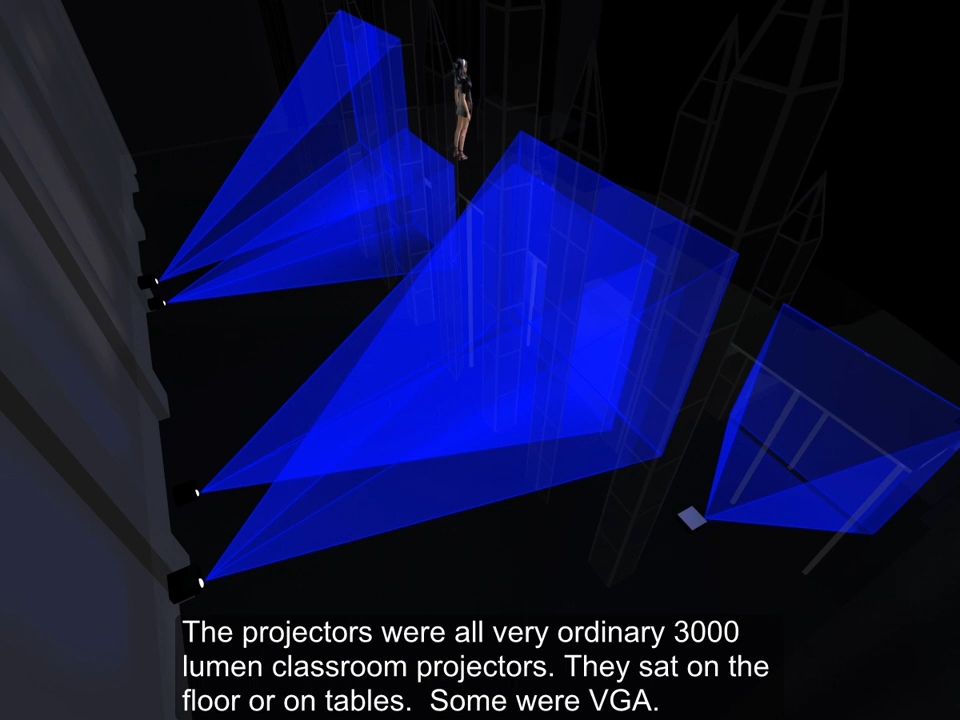 The projectors were all very ordinary 3000
lumen classroom projectors. They sat on the
floor or on tables.  Some were VGA.